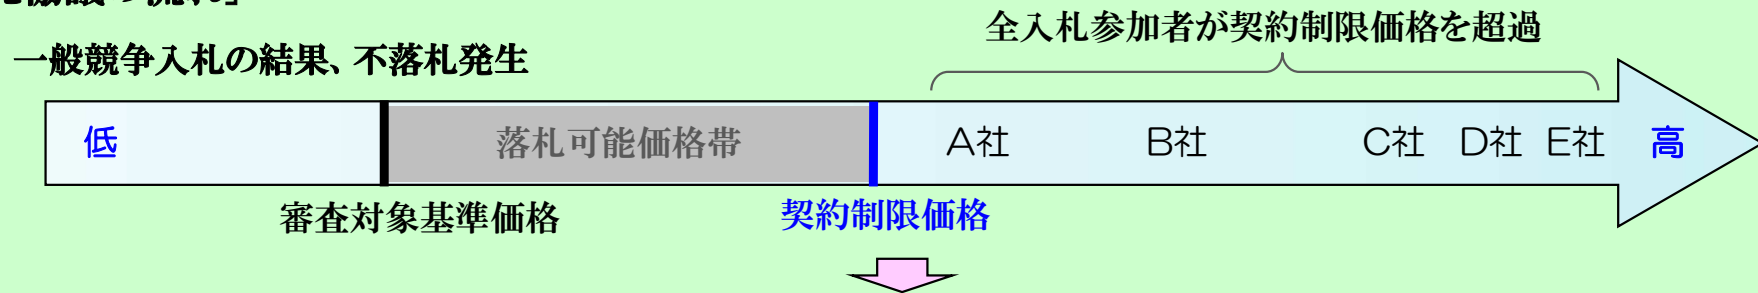 全入札参加者が契約制限価格を超過
一般競争入札の結果、不落札発生
低 落札可能価格帯 A社 B社 C社 D社 E社 高
審査対象基準価格 契約制限価格